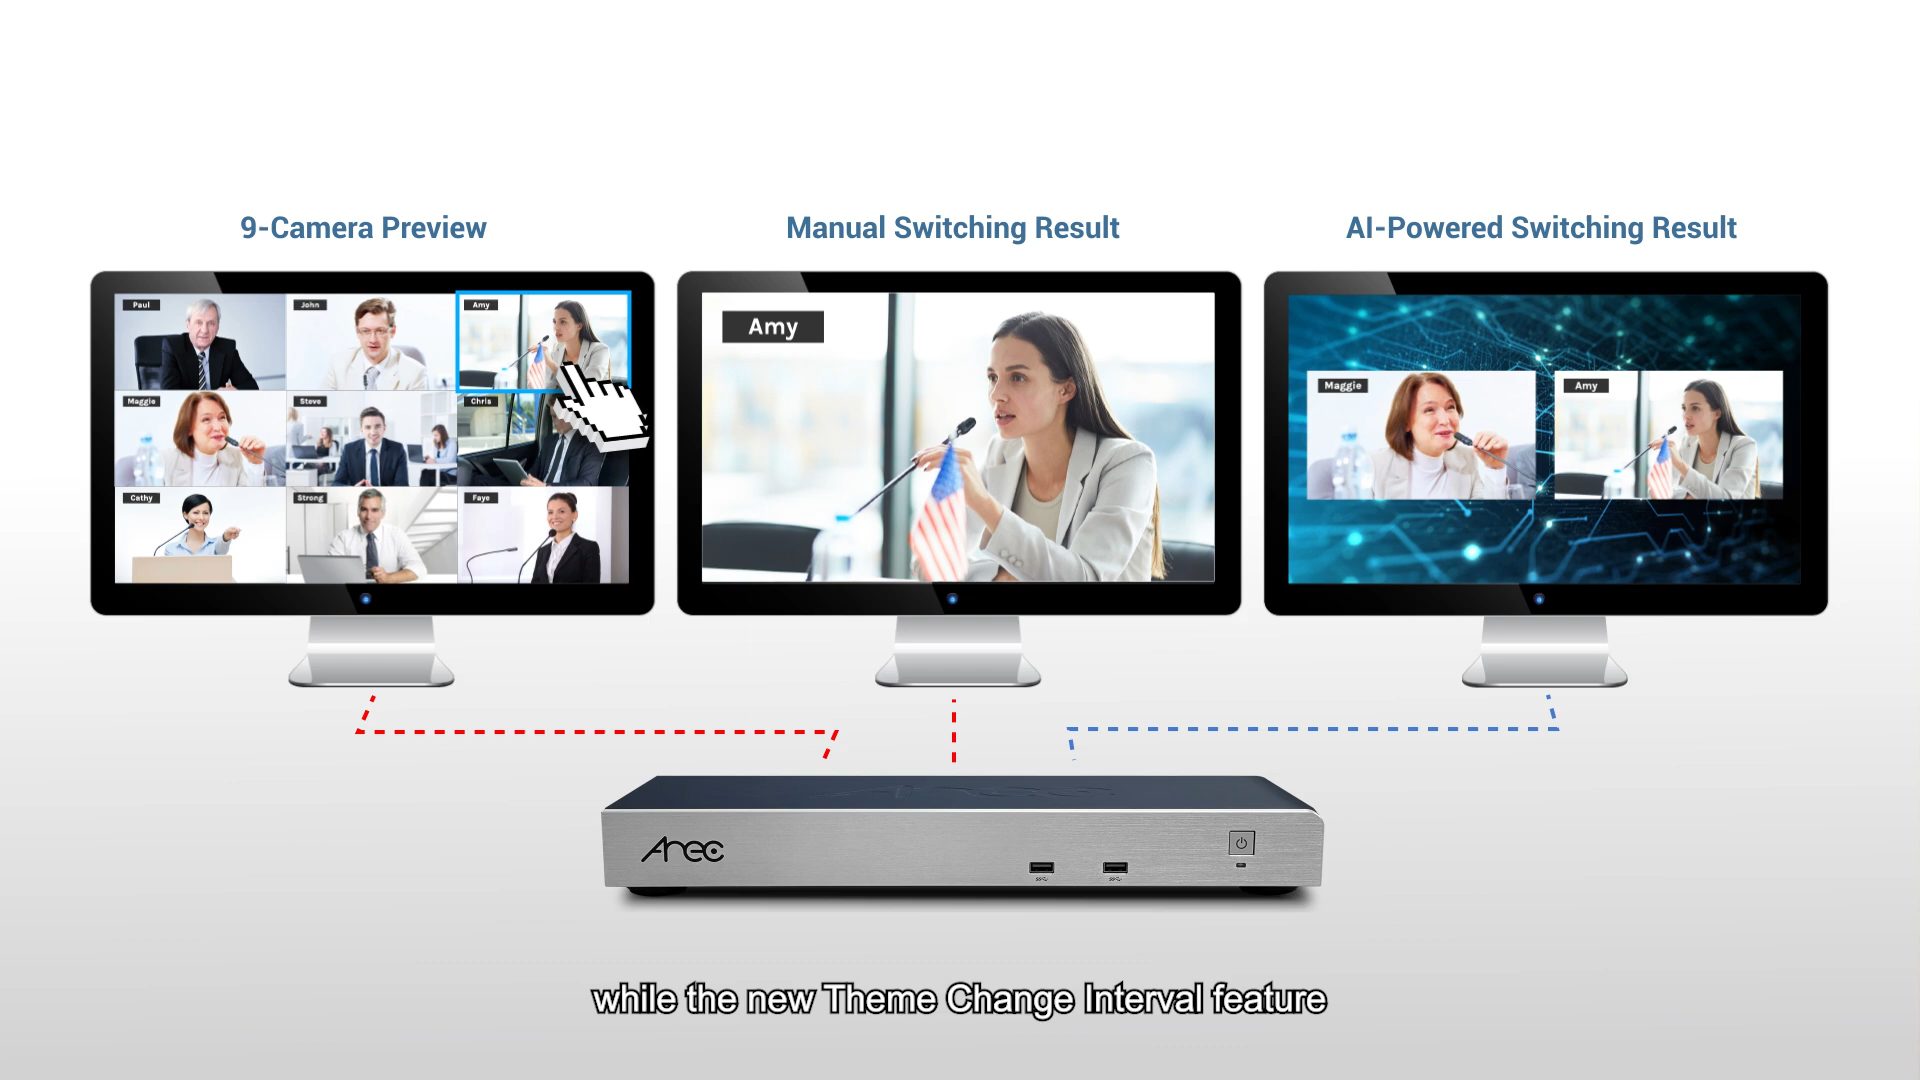 9-Camera Preview
Manual Switching Result
AI-Powered Switching Result
Paul
John
Amy
Maggie
Steve
Chris
Cathy
Strong
Faye
Amy
Maggie
Amy
Arec
while the new Theme Change Interval feature